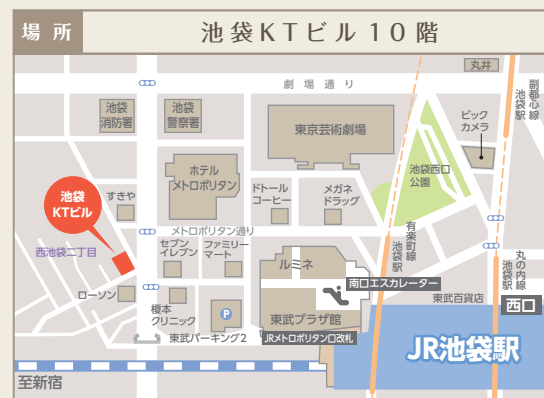 場所
池袋KTビル 10階
丸井
劇場通り
副都心線
池袋駅
池袋
消防署
池袋
警察署
東京芸術劇場
ビック
カメラ
ホテル
メトロポリタン
池袋西口
公園
池袋
KTビル
すきや
ドトール
コーヒー
メガネ
ドラッグ
メトロポリタン通り
有楽町線
池袋駅
西池袋二丁目
セブン
イレブン
ファミリー
マート
ルミネ
丸の内線
池袋駅
南口エスカレーター
ローソン
東武百貨店
西口
榎本
クリニック
P
東武プラザ館
東武パーキング2
JRメトロポリタン口改札
JR池袋駅
至新宿